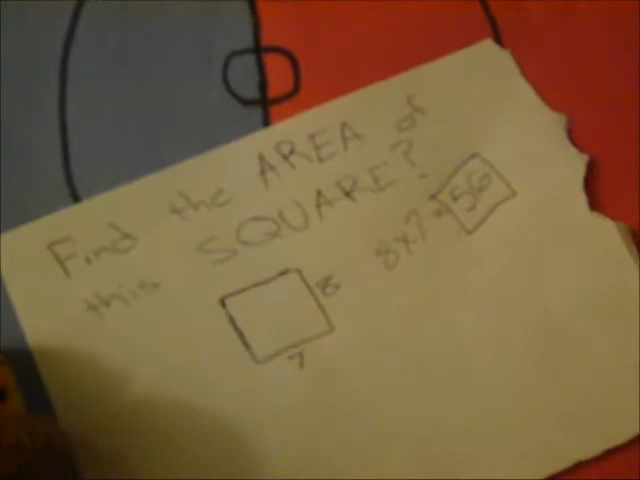 Find the AREA of
this SQUARE?
8x7=56
8
7